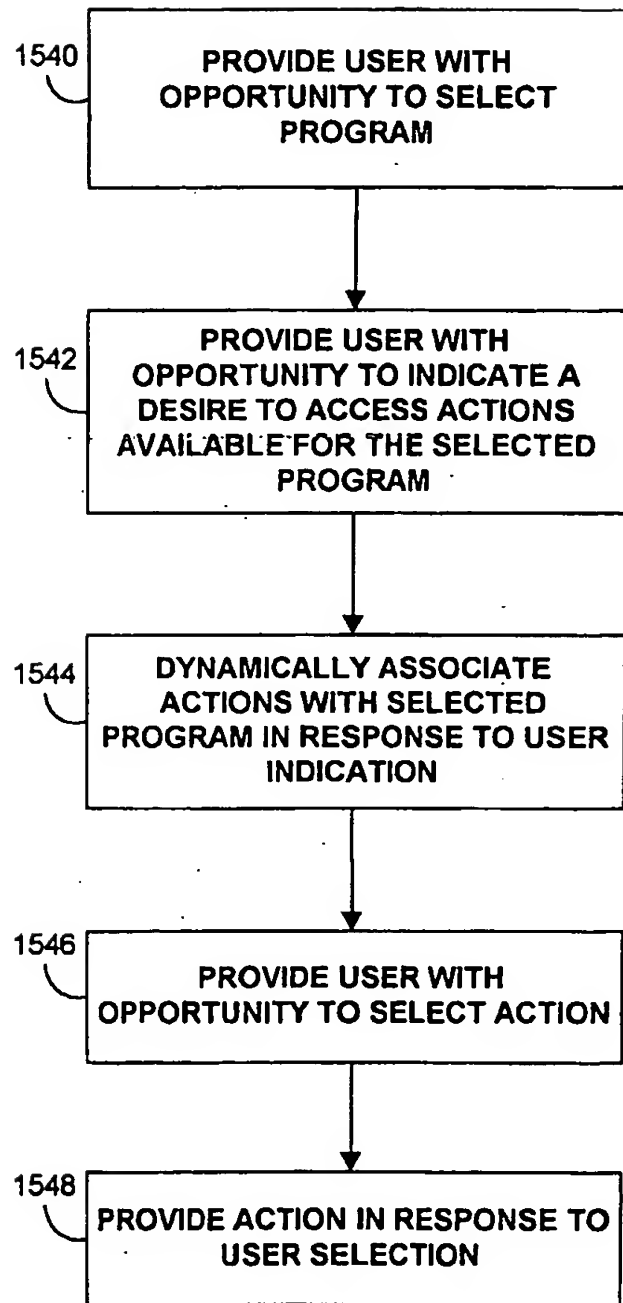 1540
PROVIDE USER WITH
OPPORTUNITY TO SELECT
PROGRAM
1542
PROVIDE USER WITH
OPPORTUNITY TO INDICATE A
DESIRE TO ACCESS ACTIONS
AVAILABLE FOR THE SELECTED
PROGRAM
1544
DYNAMICALLY ASSOCIATE
ACTIONS WITH SELECTED
PROGRAM IN RESPONSE TO USER
INDICATION
1546
PROVIDE USER WITH
OPPORTUNITY TO SELECT ACTION
1548
PROVIDE ACTION IN RESPONSE TO
USER SELECTION